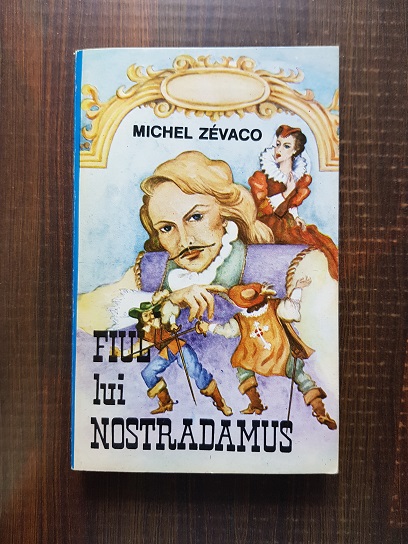 MICHEL ZÉVACO
FIUL
lui
NOSTRADAMUS